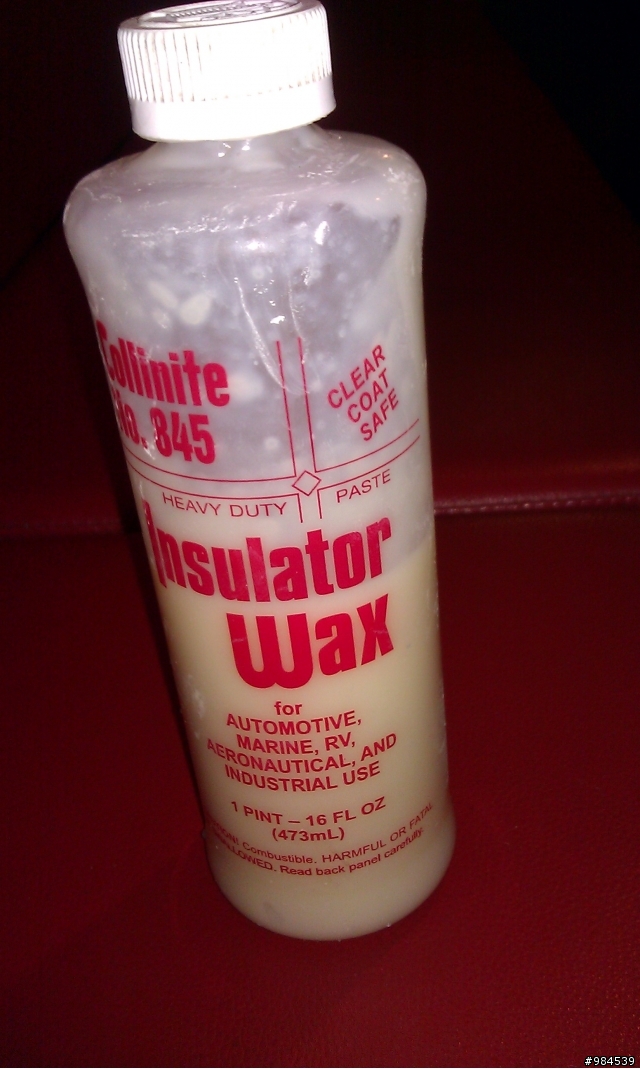 Collinite
No. 845
CLEAR
COAT
SAFE
HEAVY DUTY PASTE
Insulator
Wax
for
AUTOMOTIVE,
MARINE, RV,
AERONAUTICAL, AND
INDUSTRIAL USE
1 PINT – 16 FL OZ
(473mL)
Combustible. HARMFUL OR FATAL
Read back panel carefully.
#984539